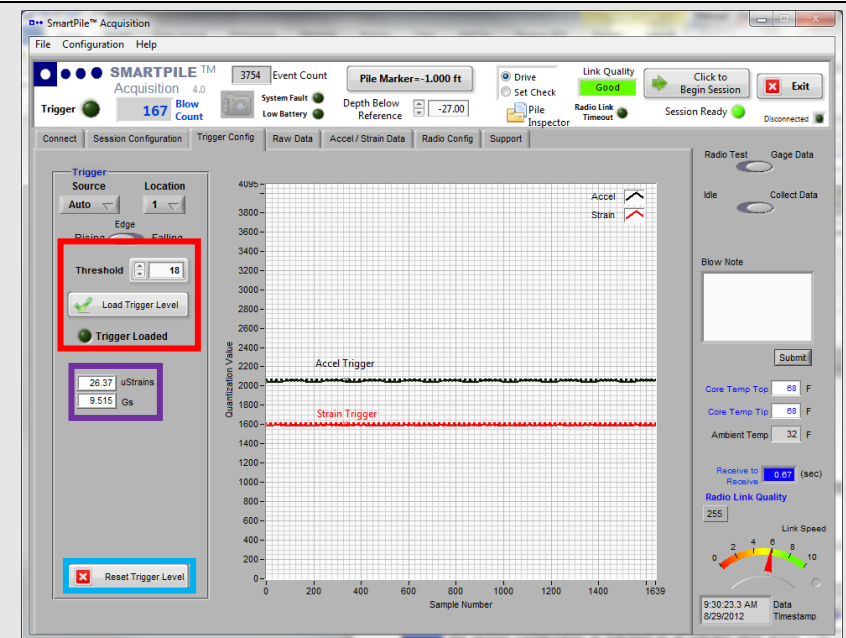 SmartPile™ Acquisition
File Configuration Help
SMARTPILE TM
Acquisition 4.0
Trigger
167 Blow Count
3754 Event Count
System Fault
Low Battery
Pile Marker=-1.000 ft
Depth Below Reference -27.00
Drive
Set Check
Pile Inspector
Link Quality
Good
Radio Link Timeout
Click to Begin Session
Session Ready
Exit
Disconnected
Connect Session Configuration Trigger Config Raw Data Accel / Strain Data Radio Config Support
Trigger
Source Location
Auto 1
Edge
Rising Falling
Threshold 18
Load Trigger Level
Trigger Loaded
26.37 uStrains
9.515 Gs
Reset Trigger Level
Accel
Strain
Quantization Value
4095
3800
3600
3400
3200
3000
2800
2600
2400
2200
2000
1800
1600
1400
1200
1000
800
600
400
200
0
Accel Trigger
Strain Trigger
0 200 400 600 800 1000 1200 1400 1639
Sample Number
Radio Test Gage Data
Idle Collect Data
Blow Note
Submit
Core Temp Top 68 F
Core Temp Tip 68 F
Ambient Temp 32 F
Receive to Receive 0.67 (sec)
Radio Link Quality
255
Link Speed
0 2 4 6 8 10
9:30:23.3 AM
8/29/2012
Data Timestamp